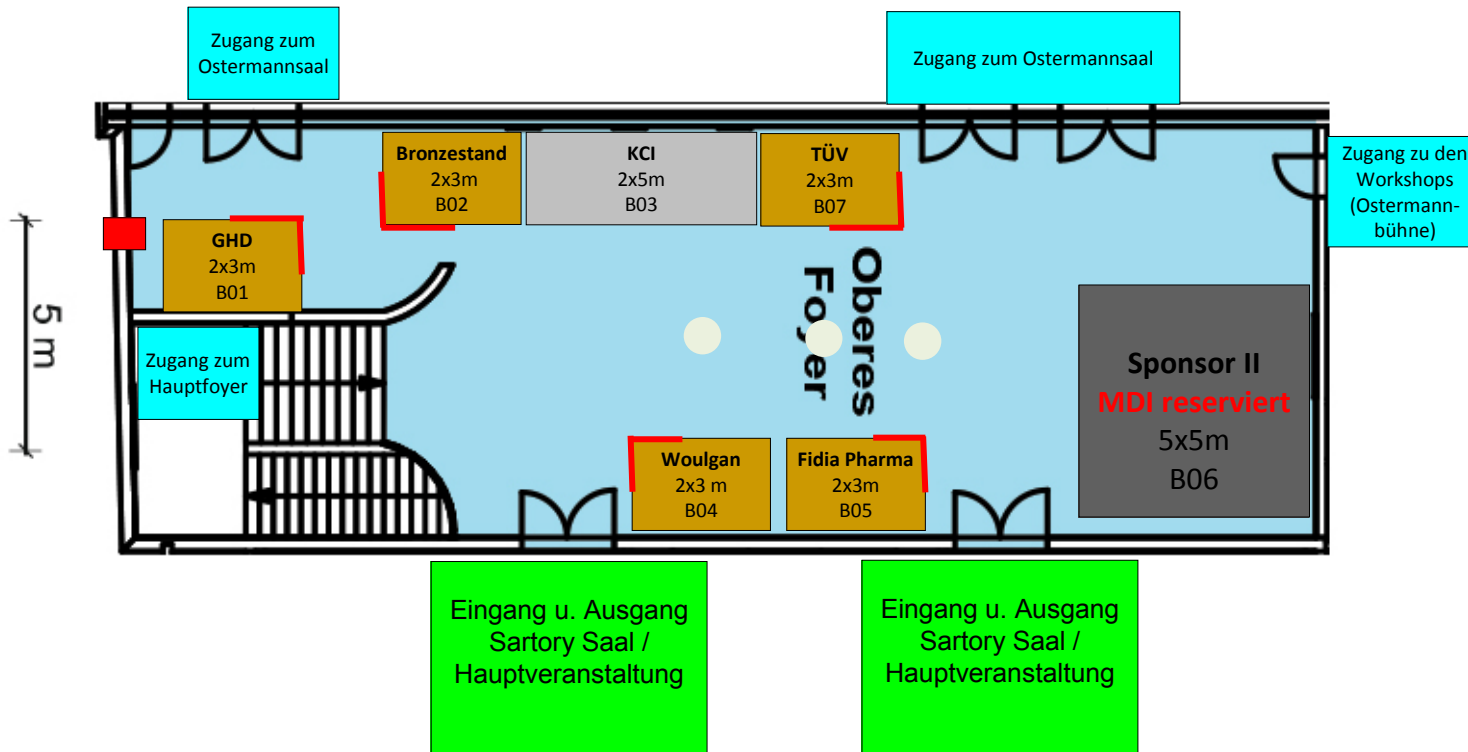 Zugang zum
Ostermannsaal
Zugang zum Ostermannsaal
Bronzestand
2x3m
B02
KCI
2x5m
B03
TÜV
2x3m
B07
Zugang zu den
Workshops
(Ostermann-
bühne)
GHD
2x3m
B01
5 m
Oberes
Foyer
Zugang zum
Hauptfoyer
Sponsor II
MDI reserviert
5x5m
B06
Woulgan
2x3 m
B04
Fidia Pharma
2x3m
B05
Eingang u. Ausgang
Sartory Saal /
Hauptveranstaltung
Eingang u. Ausgang
Sartory Saal /
Hauptveranstaltung